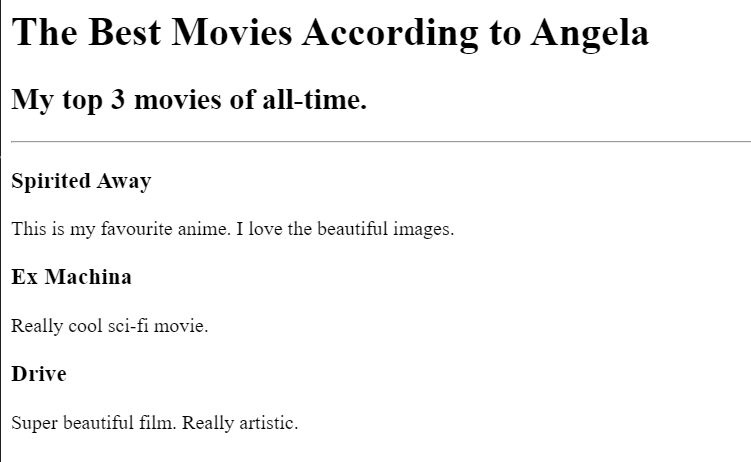 The Best Movies According to Angela
My top 3 movies of all-time.
Spirited Away
This is my favourite anime. I love the beautiful images.
Ex Machina
Really cool sci-fi movie.
Drive
Super beautiful film. Really artistic.